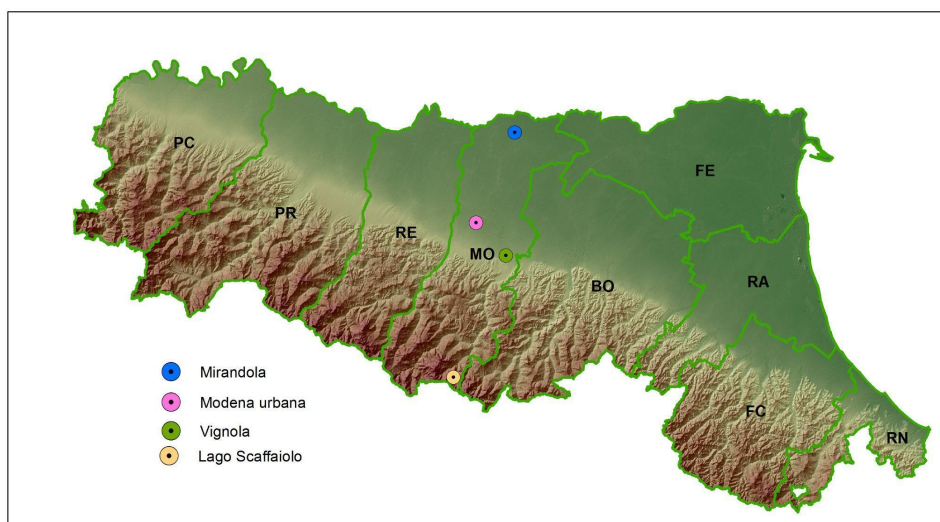 PC
FE
PR
RE
MO
BO
RA
FC
RN
Mirandola
Modena urbana
Vignola
Lago Scaffaiolo